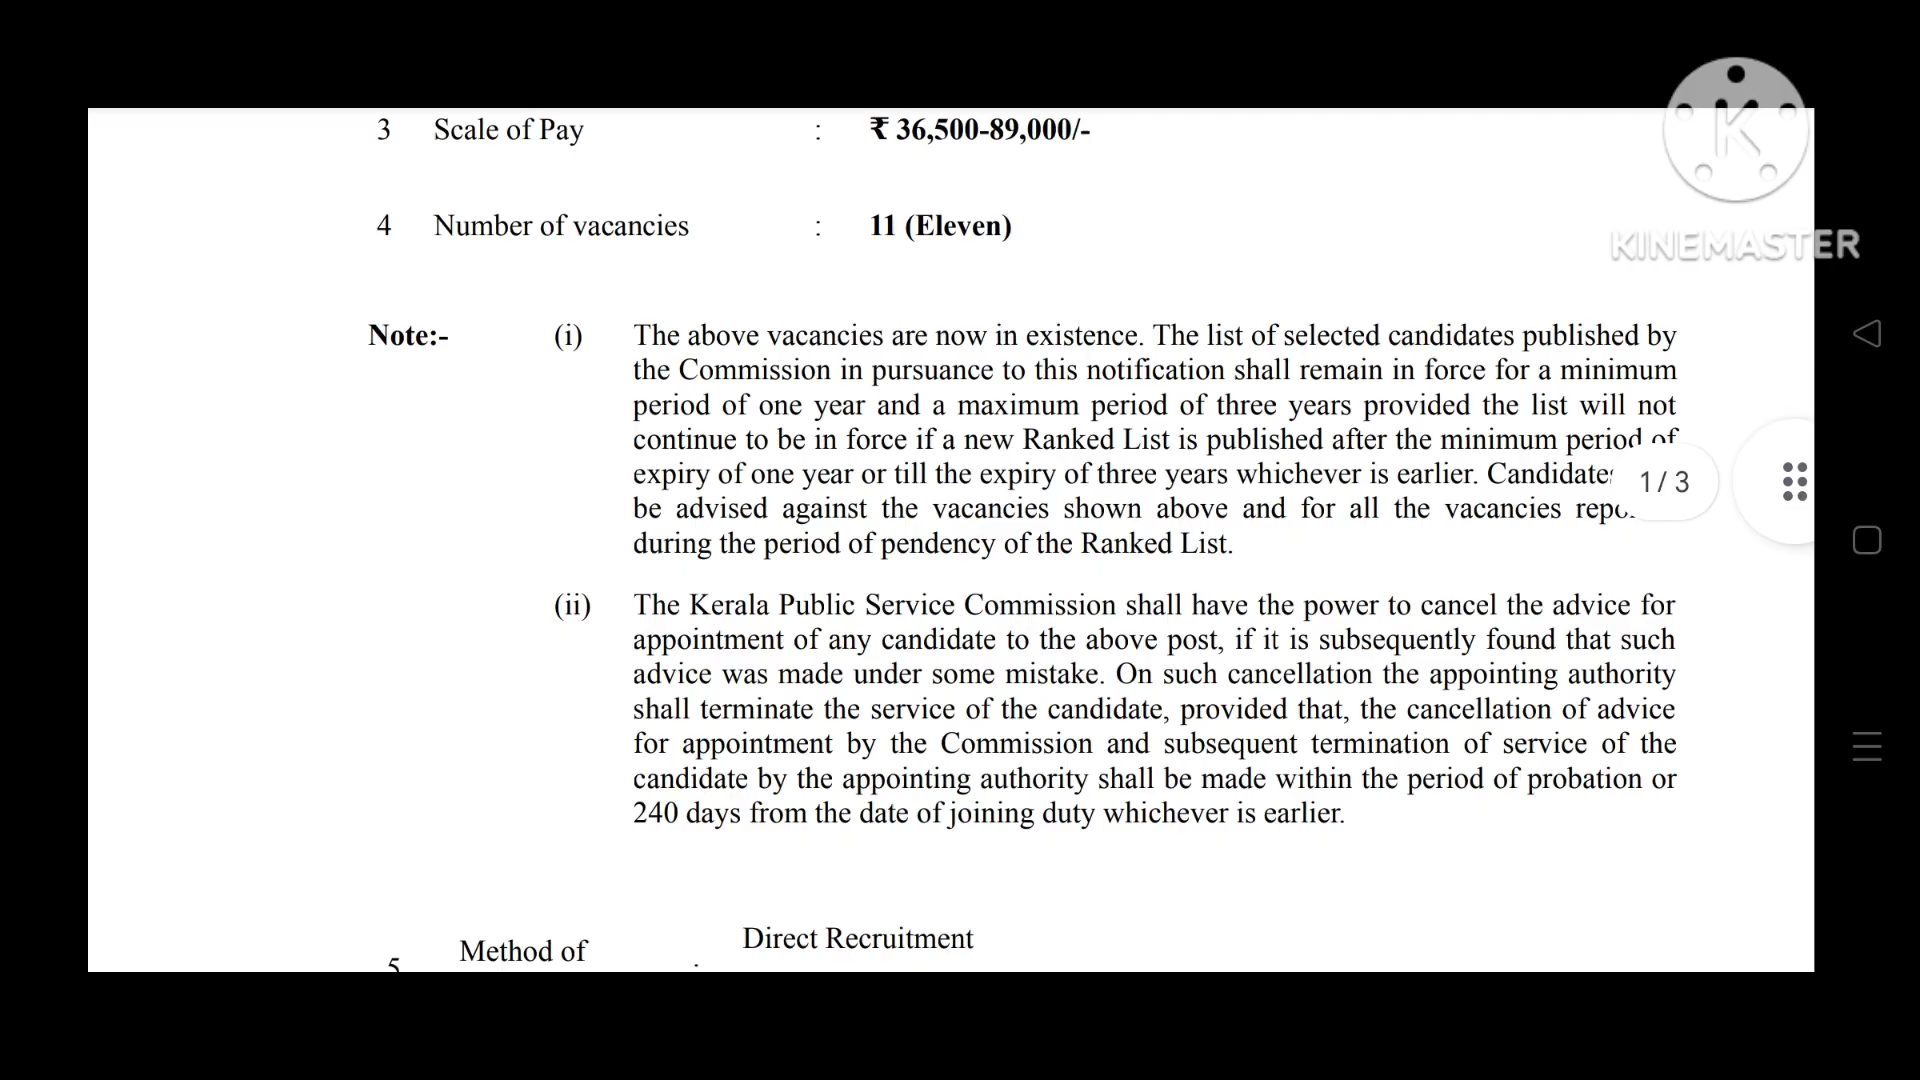 3 Scale of Pay : ₹ 36,500-89,000/-
4 Number of vacancies : 11 (Eleven)
KINEMASTER
Note:- (i) The above vacancies are now in existence. The list of selected candidates published by
the Commission in pursuance to this notification shall remain in force for a minimum
period of one year and a maximum period of three years provided the list will not
continue to be in force if a new Ranked List is published after the minimum period of
expiry of one year or till the expiry of three years whichever is earlier.
1 / 3
be advised against the vacancies shown above and for all the vacancies
during the period of pendency of the Ranked List.
(ii) The Kerala Public Service Commission shall have the power to cancel the advice for
appointment of any candidate to the above post, if it is subsequently found that such
advice was made under some mistake. On such cancellation the appointing authority
shall terminate the service of the candidate, provided that, the cancellation of advice
for appointment by the Commission and subsequent termination of service of the
candidate by the appointing authority shall be made within the period of probation or
240 days from the date of joining duty whichever is earlier.
Direct Recruitment
5 Method of :